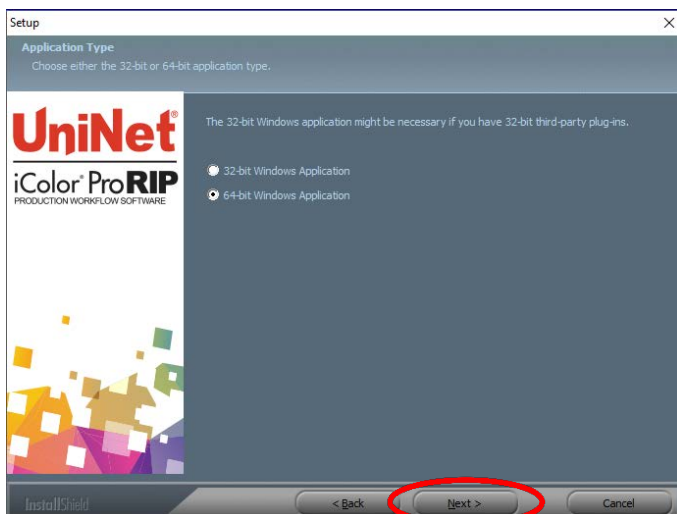 Setup
Application Type
Choose either the 32-bit or 64-bit application type.
UniNet®
iColor® ProRIP
PRODUCTION WORKFLOW SOFTWARE
The 32-bit Windows application might be necessary if you have 32-bit third-party plug-ins.
32-bit Windows Application
64-bit Windows Application
InstallShield
< Back
Next >
Cancel